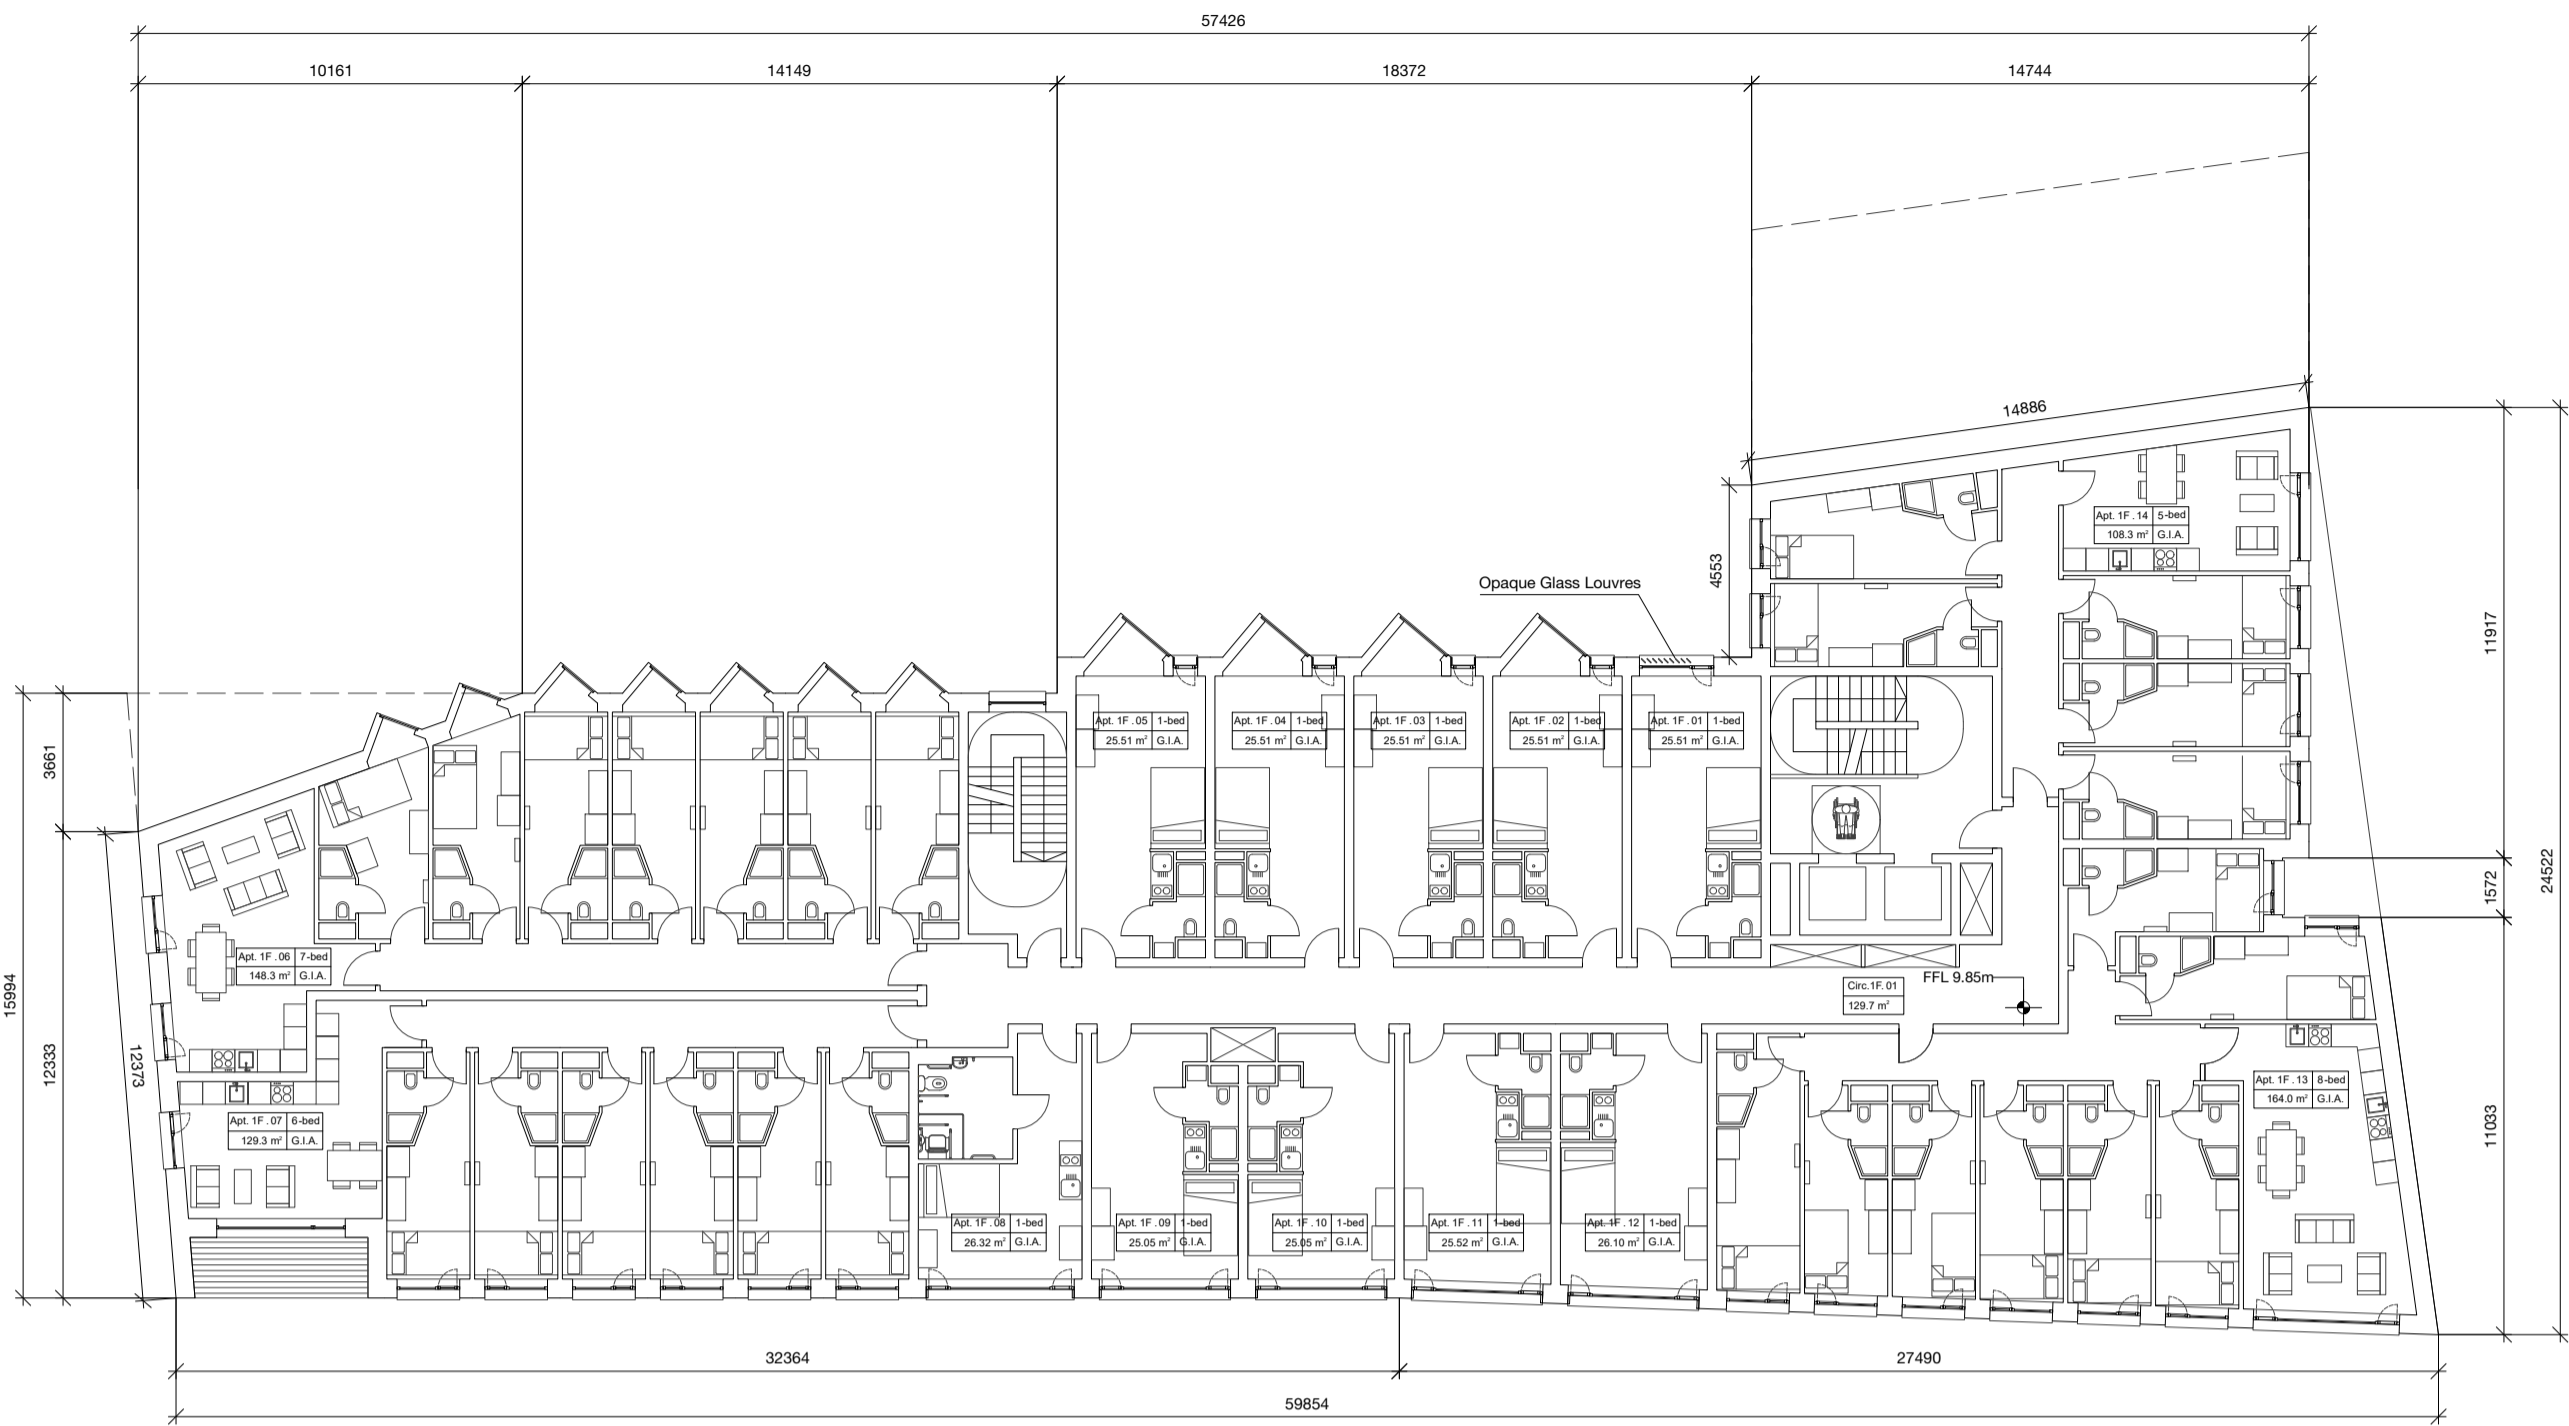 57426
10161
14149
18372
14744
14886
4553
Opaque Glass Louvres
11917
1572
24522
11033
3661
15994
12333
12373
Apt. 1F . 14 5-bed
108.3 m² G.I.A.
Apt. 1F . 05 1-bed
25.51 m² G.I.A.
Apt. 1F . 04 1-bed
25.51 m² G.I.A.
Apt. 1F . 03 1-bed
25.51 m² G.I.A.
Apt. 1F . 02 1-bed
25.51 m² G.I.A.
Apt. 1F . 01 1-bed
25.51 m² G.I.A.
Apt. 1F . 06 7-bed
148.3 m² G.I.A.
Circ.1F. 01
129.7 m²
FFL 9.85m
Apt. 1F . 07 6-bed
129.3 m² G.I.A.
Apt. 1F . 13 8-bed
164.0 m² G.I.A.
Apt. 1F . 08 1-bed
26.32 m² G.I.A.
Apt. 1F . 09 1-bed
25.05 m² G.I.A.
Apt. 1F . 10 1-bed
25.05 m² G.I.A.
Apt. 1F . 11 1-bed
25.52 m² G.I.A.
Apt. 1F . 12 1-bed
26.10 m² G.I.A.
32364
27490
59854